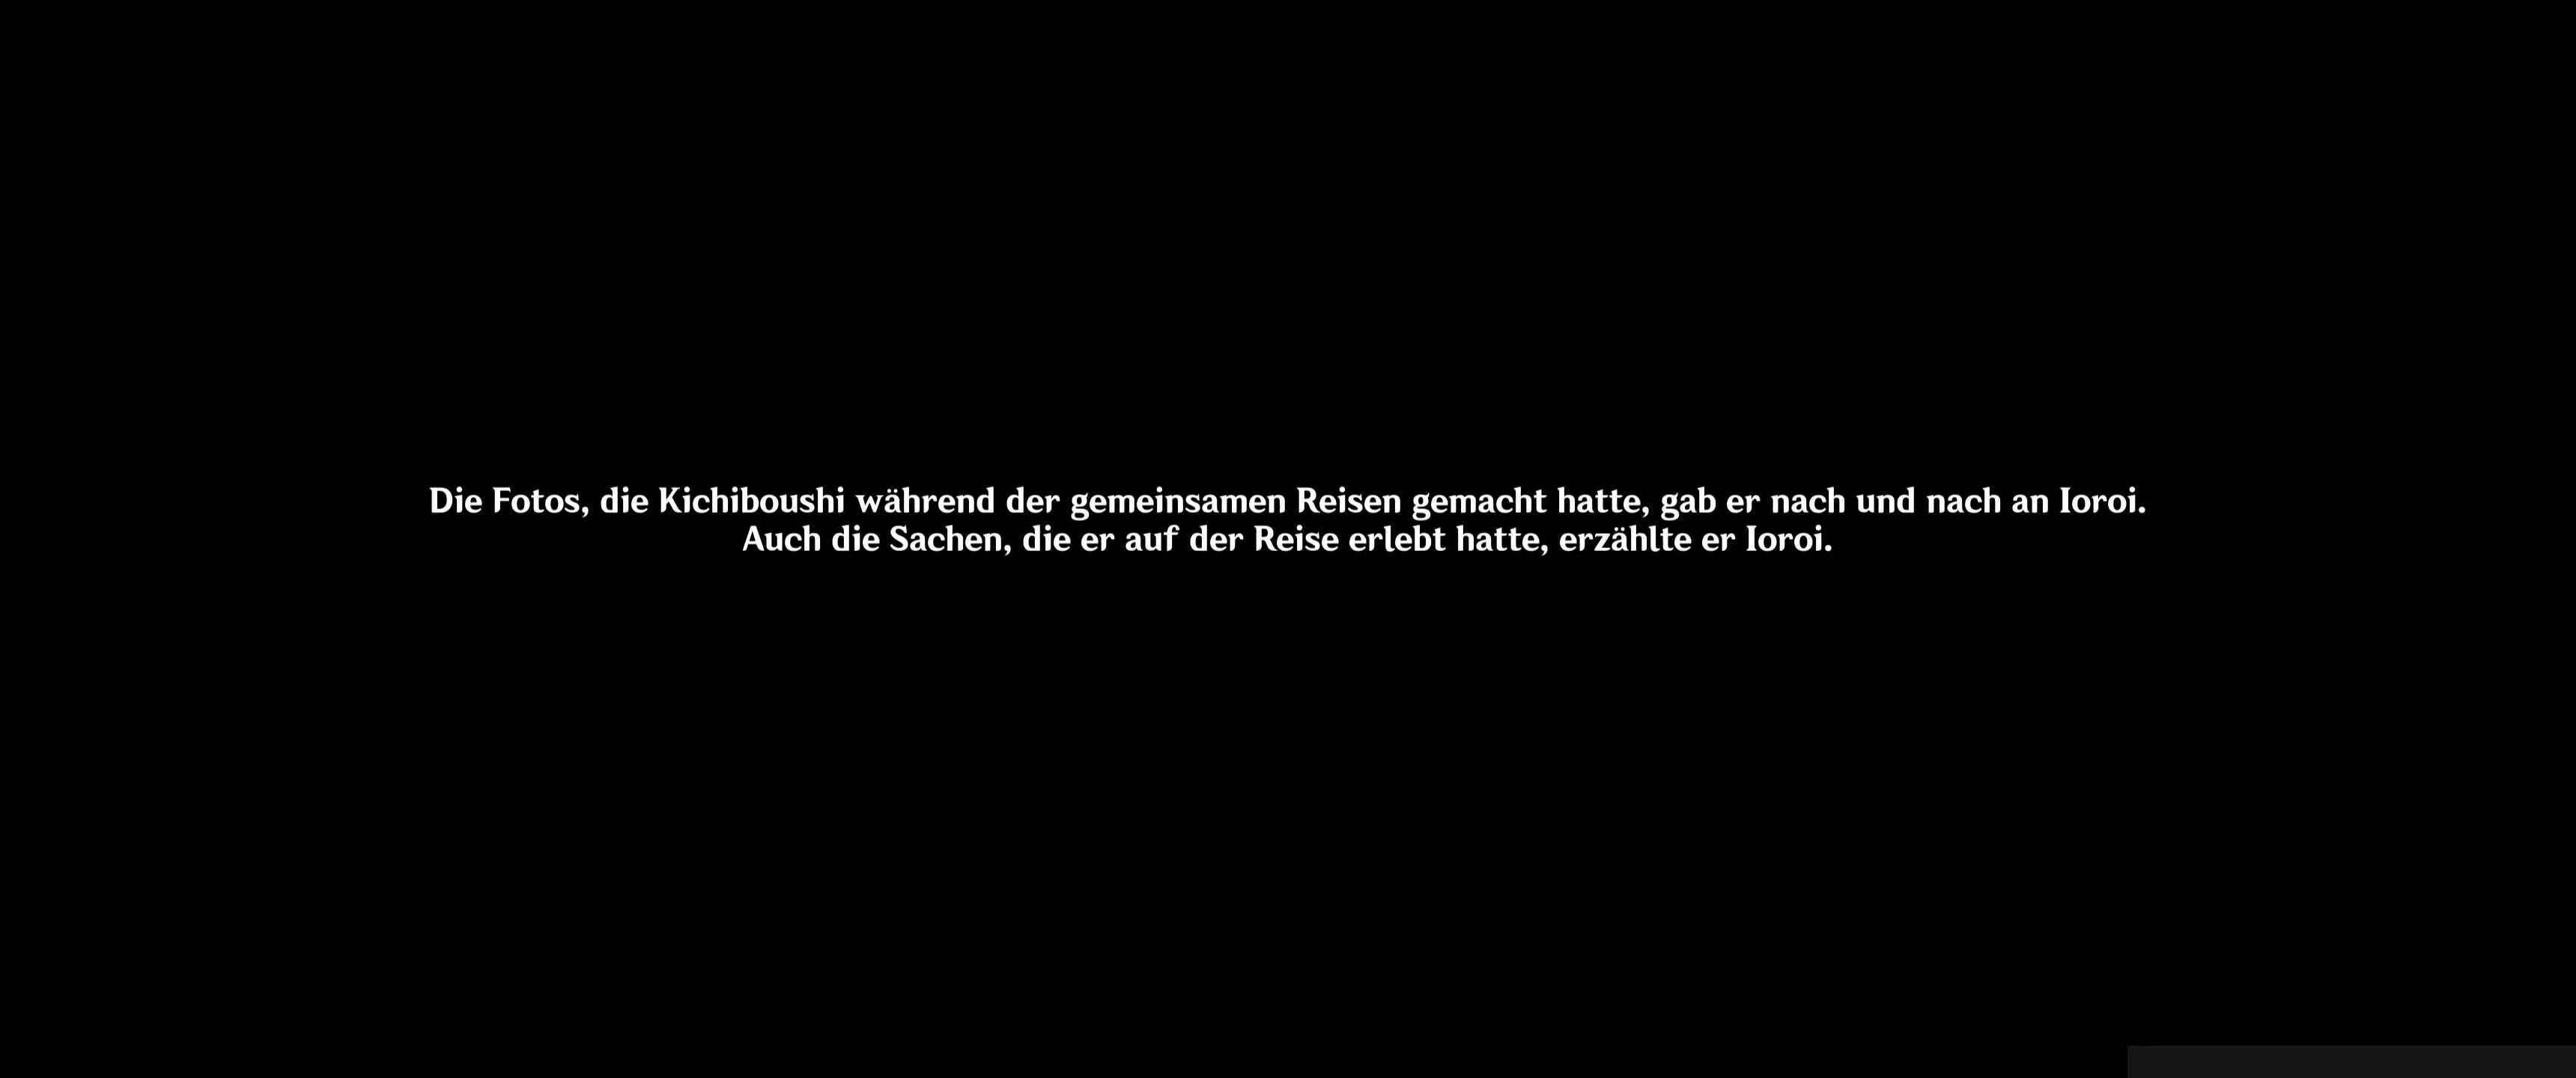 Die Fotos, die Kichiboushi während der gemeinsamen Reisen gemacht hatte, gab er nach und nach an Ioroi.
Auch die Sachen, die er auf der Reise erlebt hatte, erzählte er Ioroi.